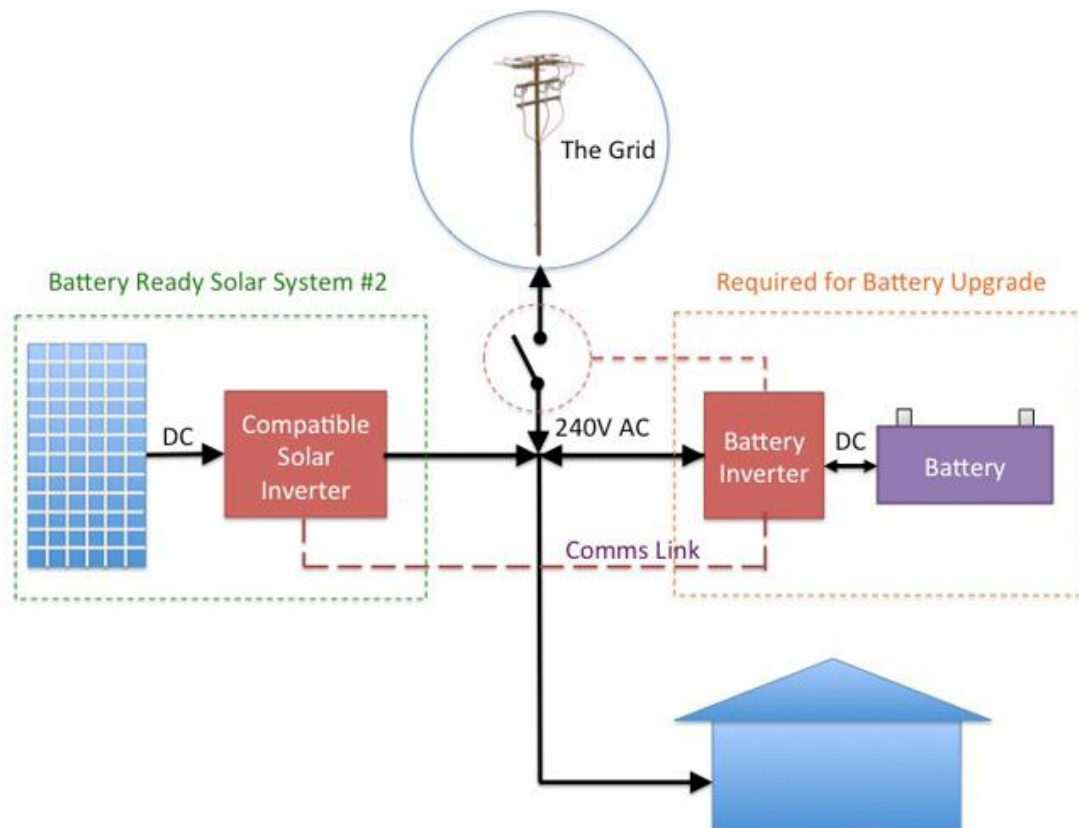 The Grid
Battery Ready Solar System #2
Required for Battery Upgrade
DC
Compatible
Solar
Inverter
240V AC
Battery
Inverter
DC
Battery
Comms Link